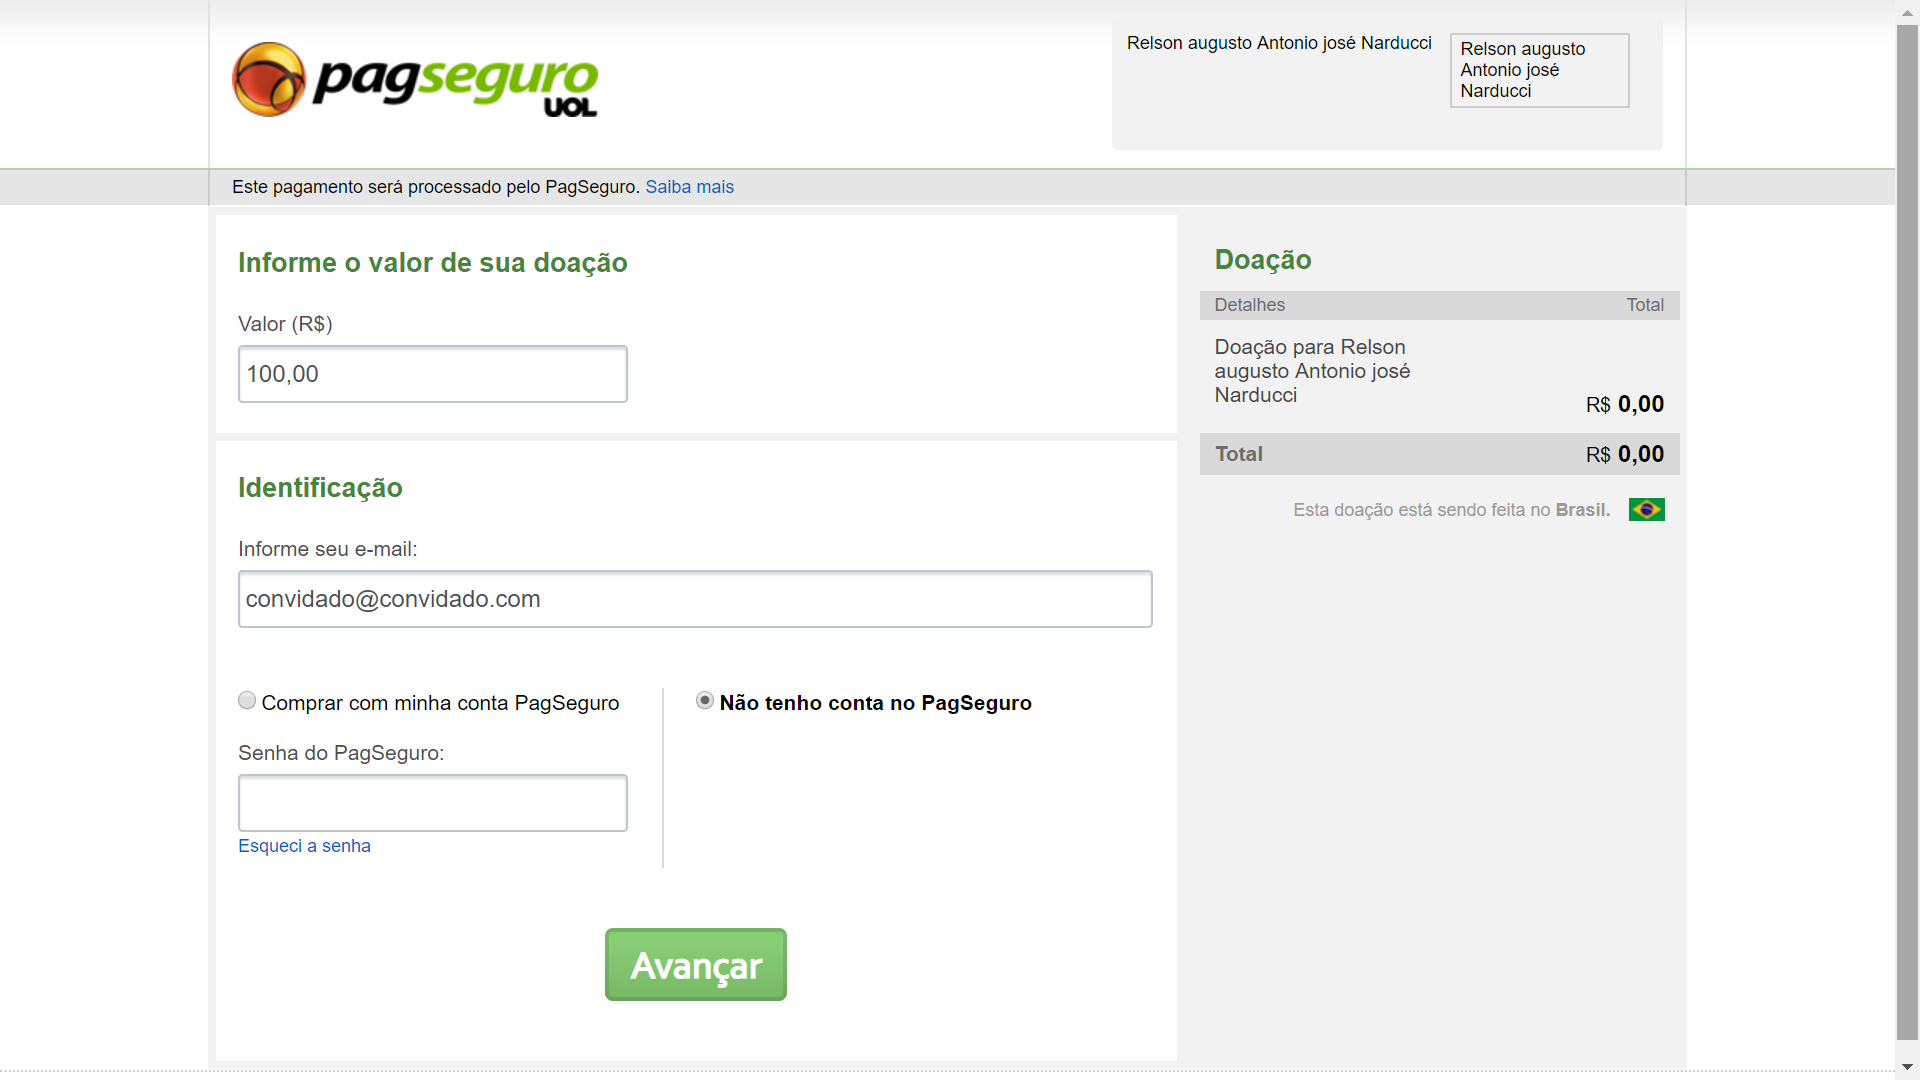 pagseguro
UOL
Relson augusto Antonio josé Narducci
Relson augusto
Antonio josé
Narducci
Este pagamento será processado pelo PagSeguro. Saiba mais
Informe o valor de sua doação
Valor (R$)
100,00
Identificação
Informe seu e-mail:
convidado@convidado.com
Comprar com minha conta PagSeguro
Senha do PagSeguro:
Esqueci a senha
Não tenho conta no PagSeguro
Avançar
Doação
Detalhes Total
Doação para Relson
augusto Antonio josé
Narducci
R$ 0,00
Total R$ 0,00
Esta doação está sendo feita no Brasil.